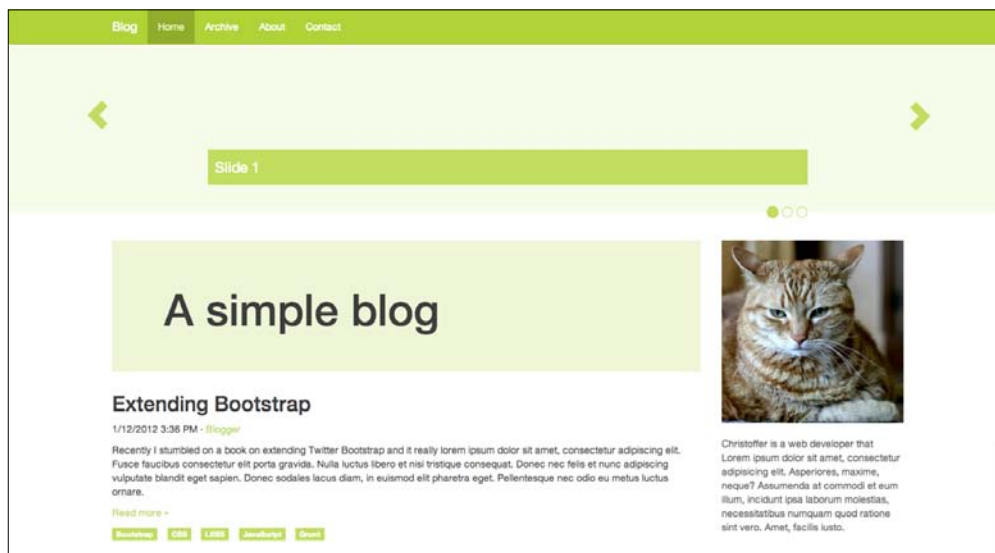 Blog Home Archive About Contact
Slide 1
A simple blog
Extending Bootstrap
1/12/2012 3:36 PM - Blogger
Recently I stumbled on a book on extending Twitter Bootstrap and it really lorem ipsum dolor sit amet, consectetur adipiscing elit.
Fusce faucibus consectetur elit porta gravida. Nulla luctus libero et nisi tristique consequat. Donec nec felis et nunc adipiscing
vulputate blandit eget sapien. Donec sodales lacus diam, in euismod elit pharetra eget. Pellentesque nec odio eu metus luctus
ornare.
Read more »
Bootstrap CSS LESS JavaScript Grunt
Christoffer is a web developer that
Lorem ipsum dolor sit amet, consectetur
adipisicing elit. Asperiores, maxime,
neque? Assumenda at commodi et eum
illum, incidunt ipsa laborum molestias,
necessitatibus numquam quod ratione
sint vero. Amet, facilis iusto.